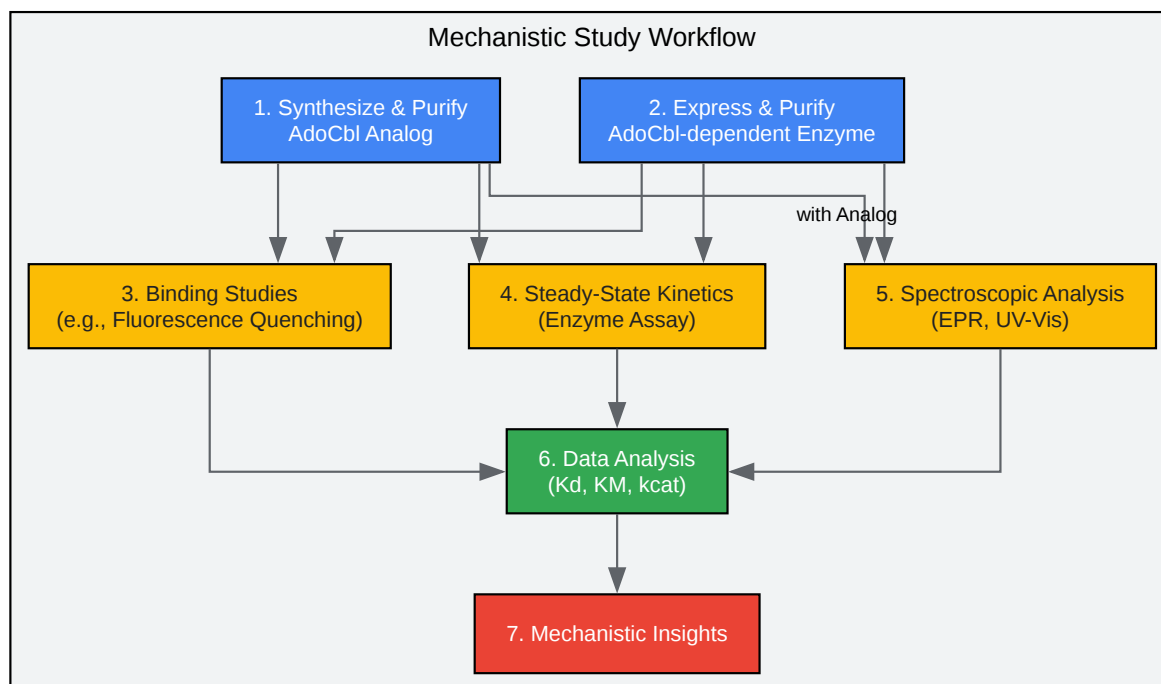 Mechanistic Study Workflow
1. Synthesize & Purify
AdoCbl Analog
2. Express & Purify
AdoCbl-dependent Enzyme
with Analog
3. Binding Studies
(e.g., Fluorescence Quenching)
4. Steady-State Kinetics
(Enzyme Assay)
5. Spectroscopic Analysis
(EPR, UV-Vis)
6. Data Analysis
(Kd, KM, kcat)
7. Mechanistic Insights